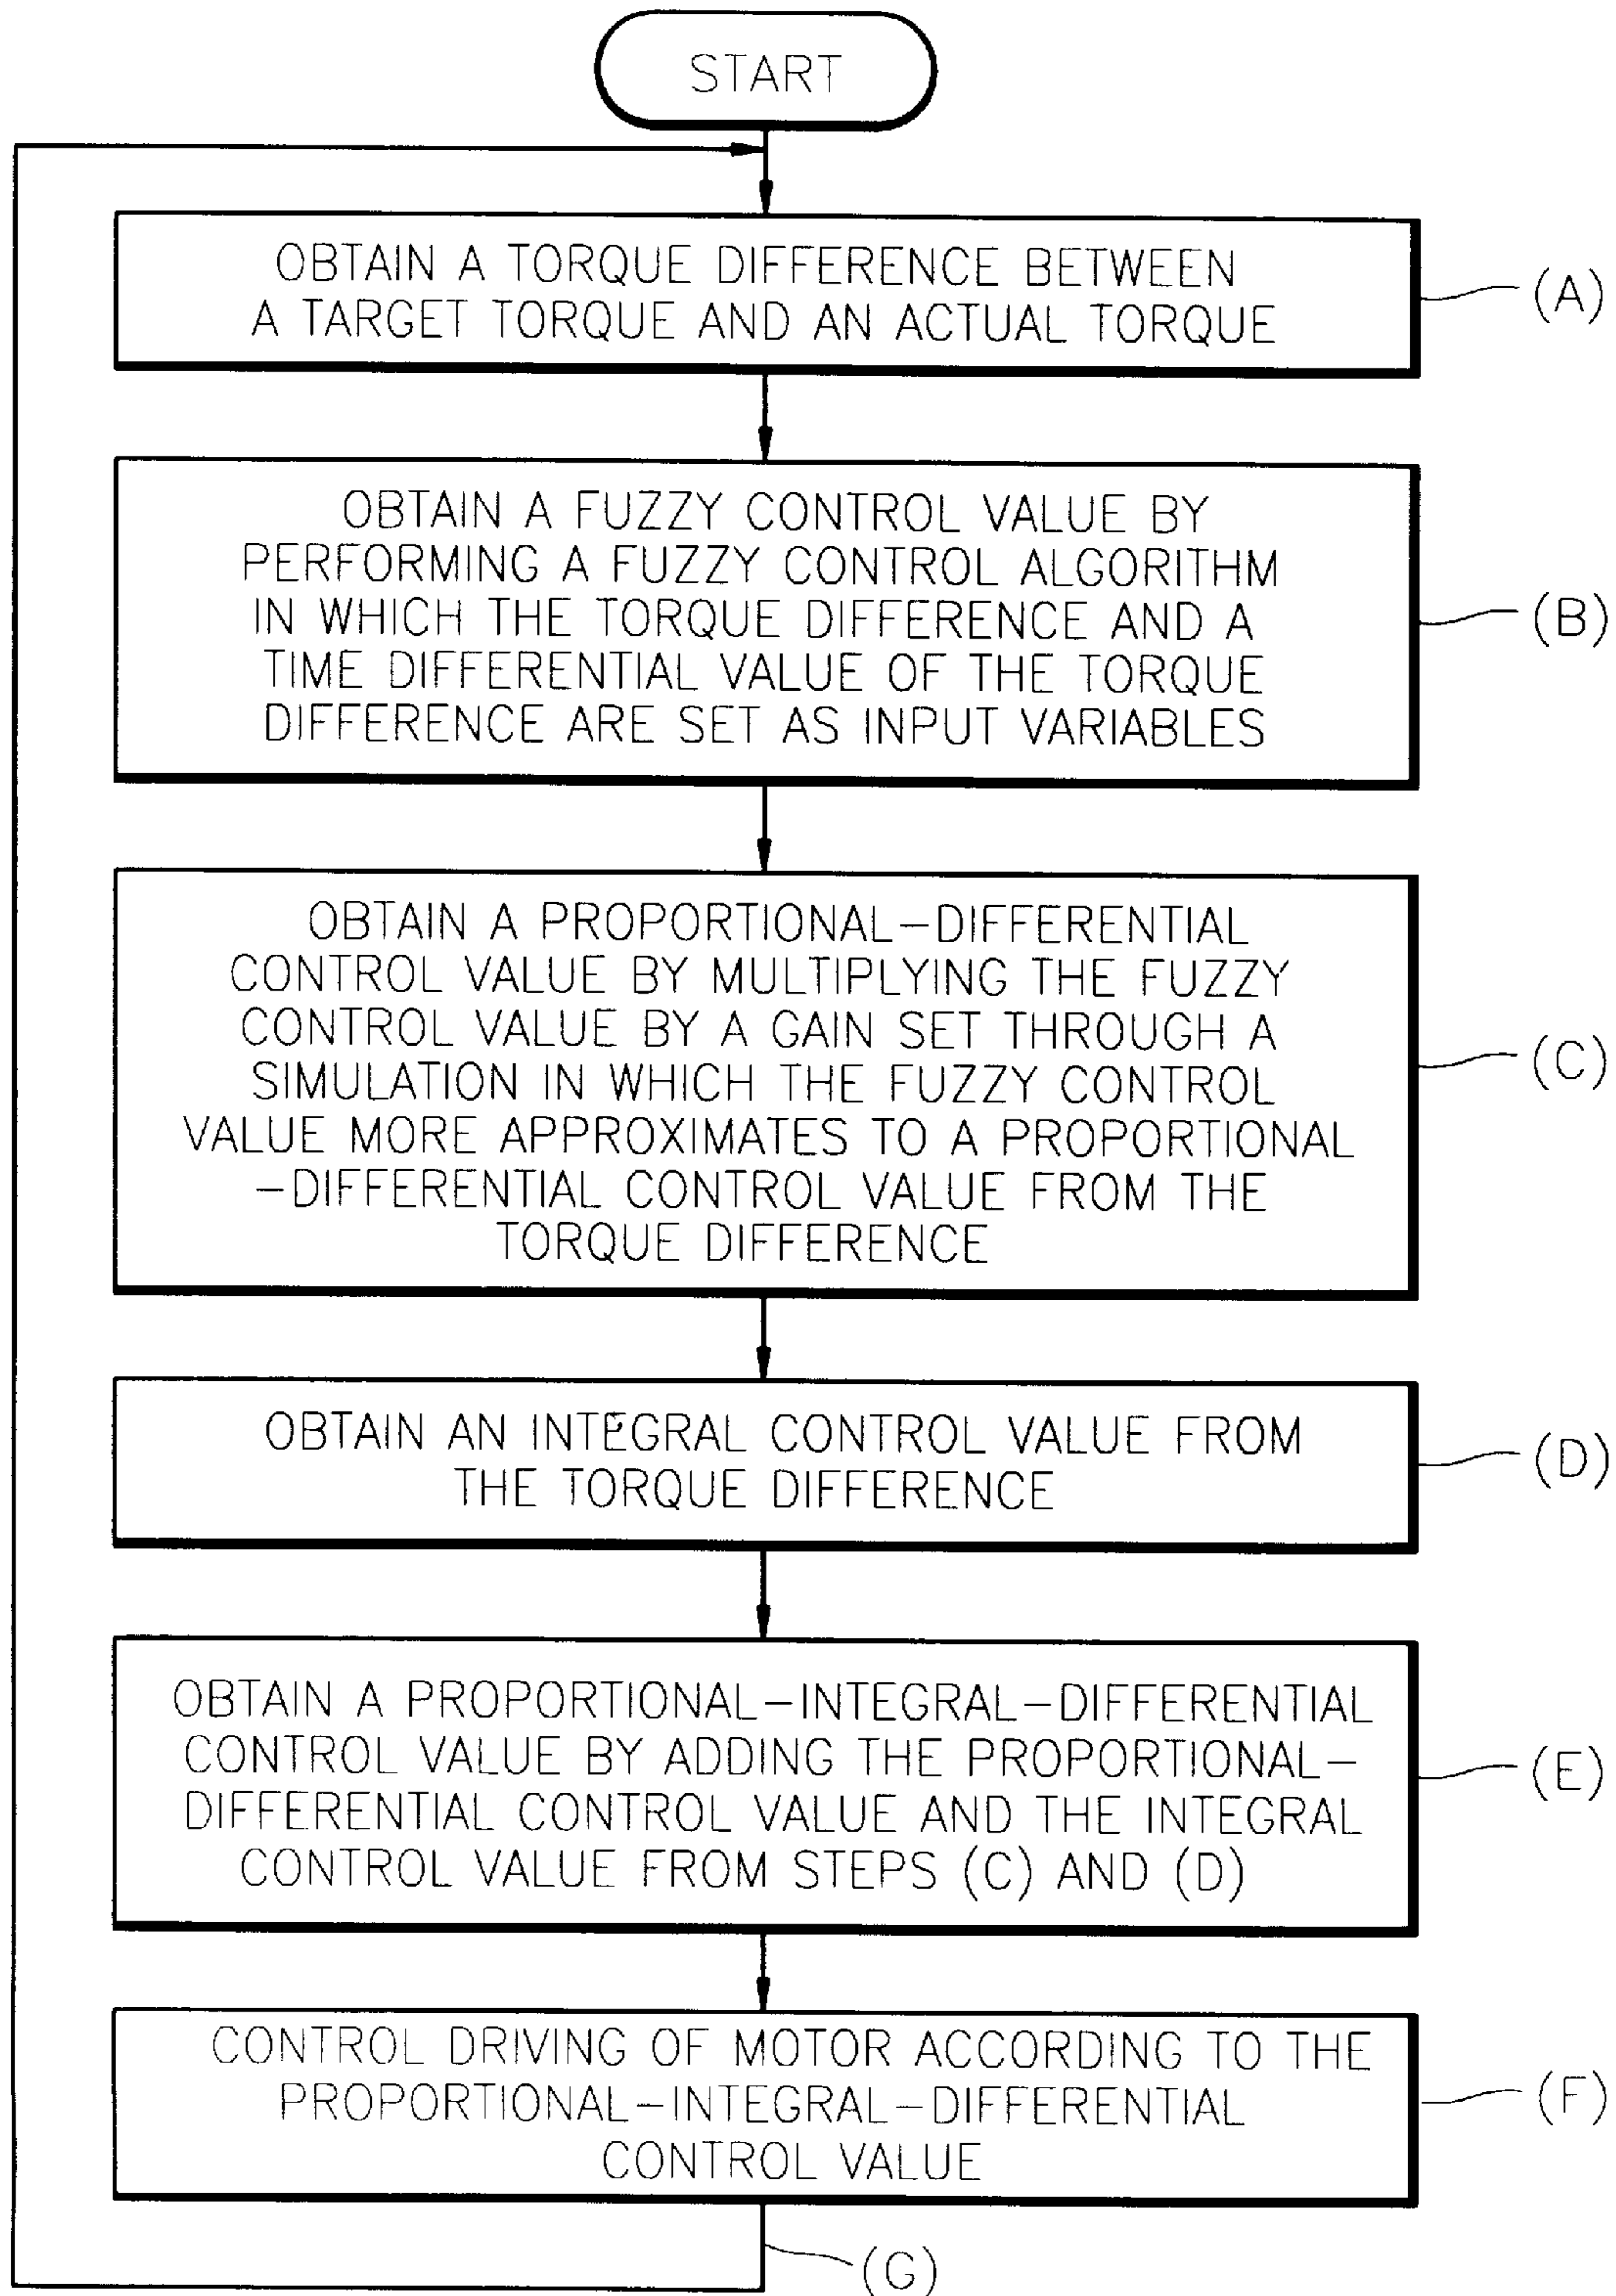 START
OBTAIN A TORQUE DIFFERENCE BETWEEN
A TARGET TORQUE AND AN ACTUAL TORQUE
(A)
OBTAIN A FUZZY CONTROL VALUE BY
PERFORMING A FUZZY CONTROL ALGORITHM
IN WHICH THE TORQUE DIFFERENCE AND A
TIME DIFFERENTIAL VALUE OF THE TORQUE
DIFFERENCE ARE SET AS INPUT VARIABLES
(B)
OBTAIN A PROPORTIONAL-DIFFERENTIAL
CONTROL VALUE BY MULTIPLYING THE FUZZY
CONTROL VALUE BY A GAIN SET THROUGH A
SIMULATION IN WHICH THE FUZZY CONTROL
VALUE MORE APPROXIMATES TO A PROPORTIONAL
-DIFFERENTIAL CONTROL VALUE FROM THE
TORQUE DIFFERENCE
(C)
OBTAIN AN INTEGRAL CONTROL VALUE FROM
THE TORQUE DIFFERENCE
(D)
OBTAIN A PROPORTIONAL-INTEGRAL-DIFFERENTIAL
CONTROL VALUE BY ADDING THE PROPORTIONAL-
DIFFERENTIAL CONTROL VALUE AND THE INTEGRAL
CONTROL VALUE FROM STEPS (C) AND (D)
(E)
CONTROL DRIVING OF MOTOR ACCORDING TO THE
PROPORTIONAL-INTEGRAL-DIFFERENTIAL
CONTROL VALUE
(F)
(G)